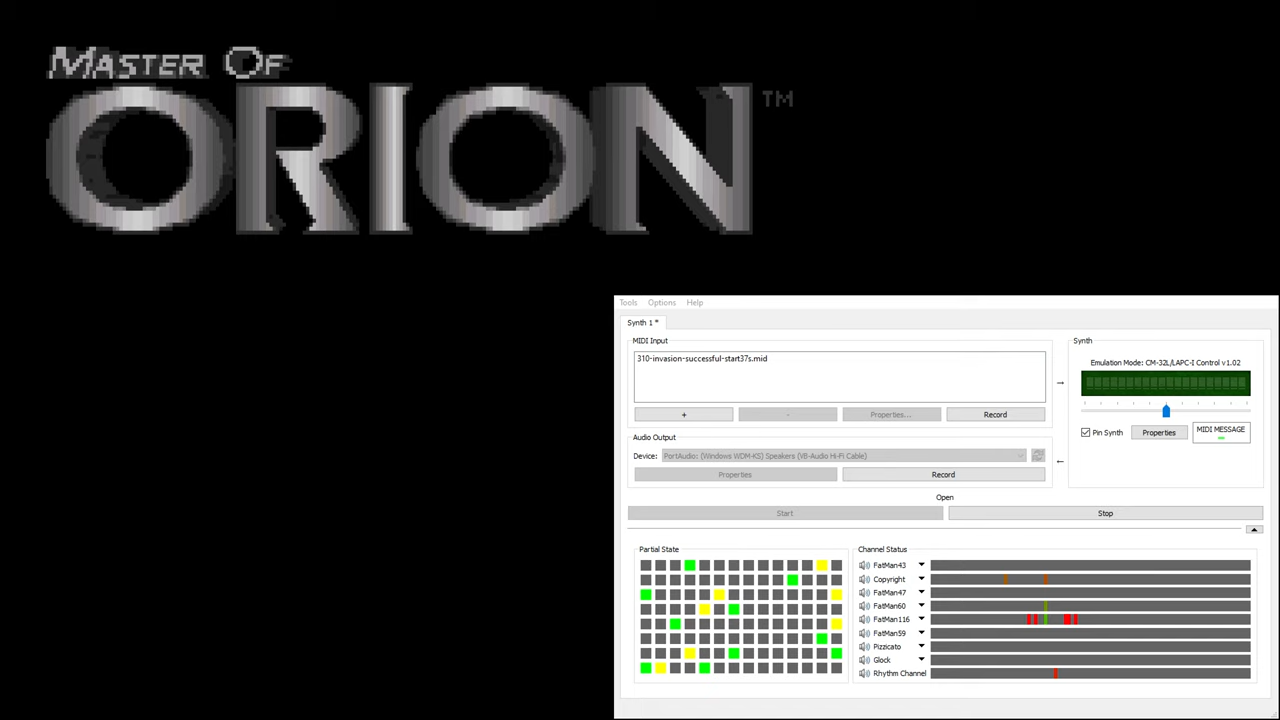 MASTER OF
ORION™
Tools Options Help
Synth 1 *
MIDI Input
310-invasion-successful-start37s.mid
+ - Properties... Record
Synth
Emulation Mode: CM-32L/LAPC-I Control v1.02
Pin Synth Properties MIDI MESSAGE
Audio Output
Device: PortAudio: (Windows WDM-KS) Speakers (VB-Audio Hi-Fi Cable)
Properties Record
Open
Start Stop
Partial State
Channel Status
FatMan43
Copyright
FatMan47
FatMan60
FatMan116
FatMan59
Pizzicato
Glock
Rhythm Channel